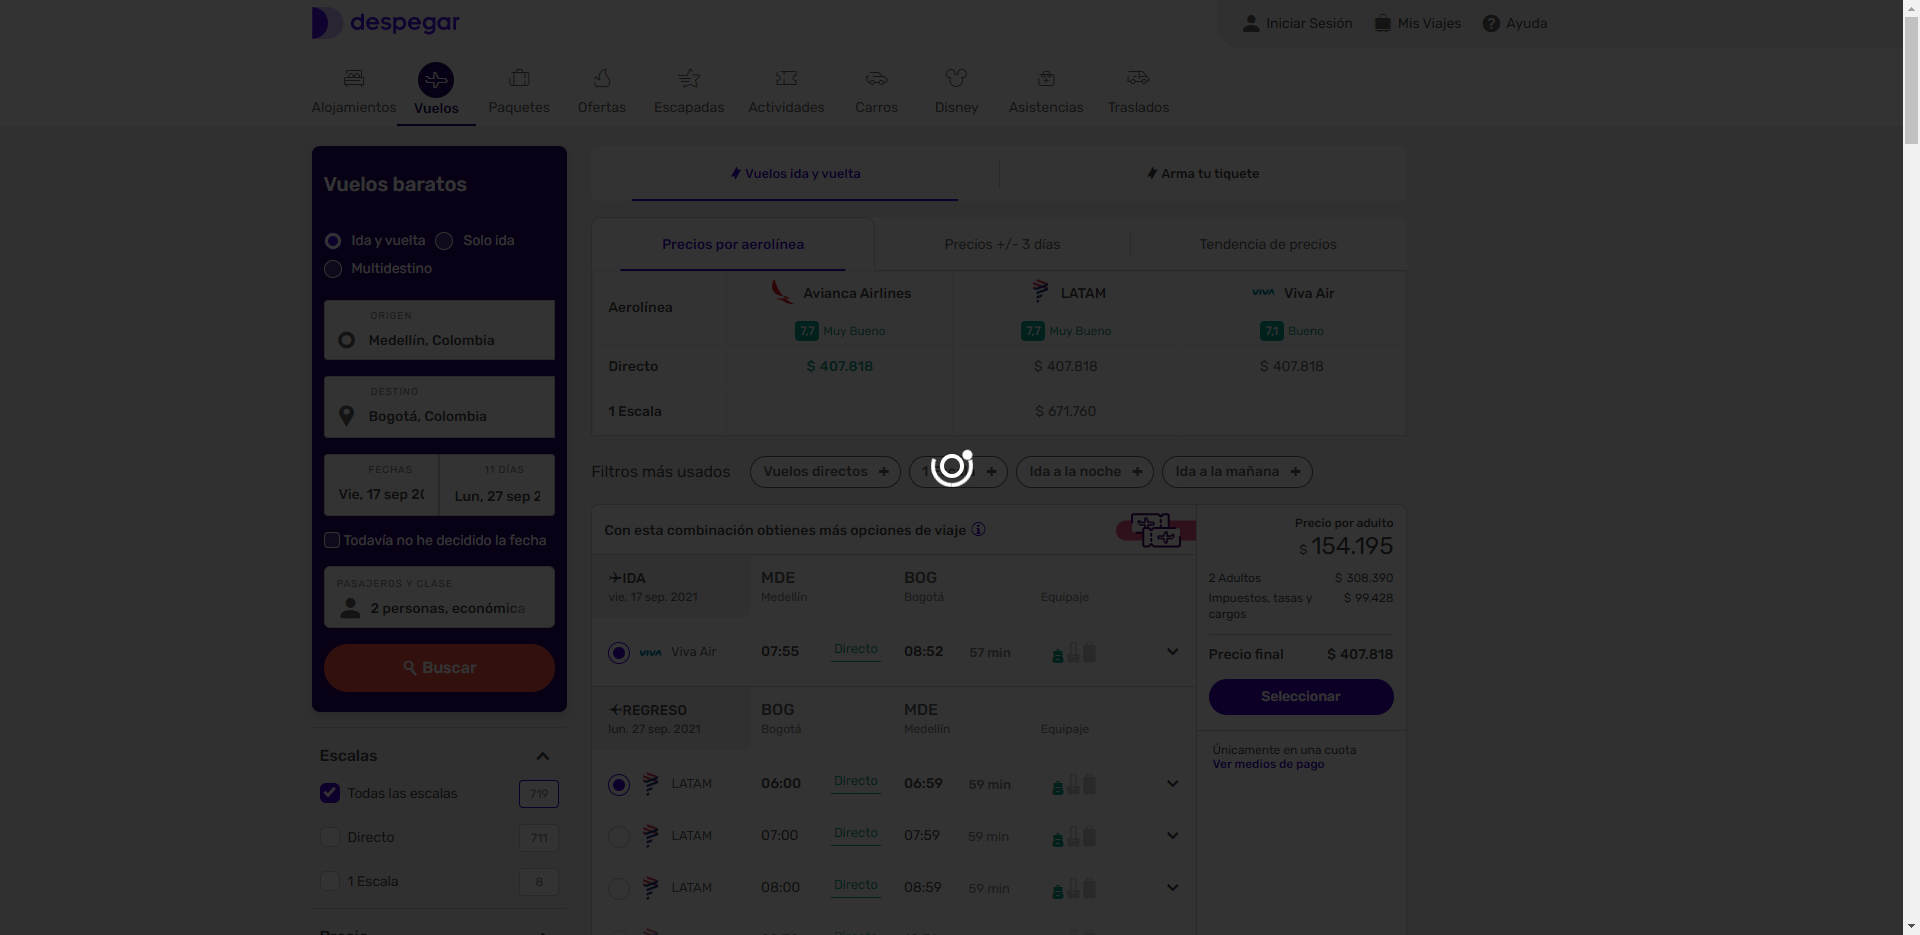 despegar
Iniciar Sesión
Mis Viajes
Ayuda
Alojamientos
Vuelos
Paquetes
Ofertas
Escapadas
Actividades
Carros
Disney
Asistencias
Traslados
Vuelos baratos
Ida y vuelta
Solo ida
Multidestino
ORIGEN
Medellín, Colombia
DESTINO
Bogotá, Colombia
FECHAS
11 DÍAS
Vie, 17 sep
Lun, 27 sep 2
Todavía no he decidido la fecha
PASAJEROS Y CLASE
2 personas, económica
Buscar
Escalas
Todas las escalas
719
Directo
711
1 Escala
8
Vuelos ida y vuelta
Arma tu tiquete
Precios por aerolínea
Precios +/- 3 días
Tendencia de precios
Aerolínea
Avianca Airlines
LATAM
VIVA
Viva Air
7,7 Muy Bueno
7,7 Muy Bueno
7,1 Bueno
Directo
$ 407.818
$ 407.818
$ 407.818
1 Escala
$ 671.760
Filtros más usados
Vuelos directos +
+
Ida a la noche +
Ida a la mañana +
Con esta combinación obtienes más opciones de viaje
IDA
MDE
BOG
vie. 17 sep. 2021
Medellín
Bogotá
Equipaje
VIVA
Viva Air
07:55
Directo
08:52
57 min
REGRESO
BOG
MDE
lun. 27 sep. 2021
Bogotá
Medellín
Equipaje
LATAM
06:00
Directo
06:59
59 min
LATAM
07:00
Directo
07:59
59 min
LATAM
08:00
Directo
08:59
59 min
Precio por adulto
$ 154.195
2 Adultos
$ 308.390
Impuestos, tasas y
cargos
$ 99.428
Precio final
$ 407.818
Seleccionar
Únicamente en una cuota
Ver medios de pago